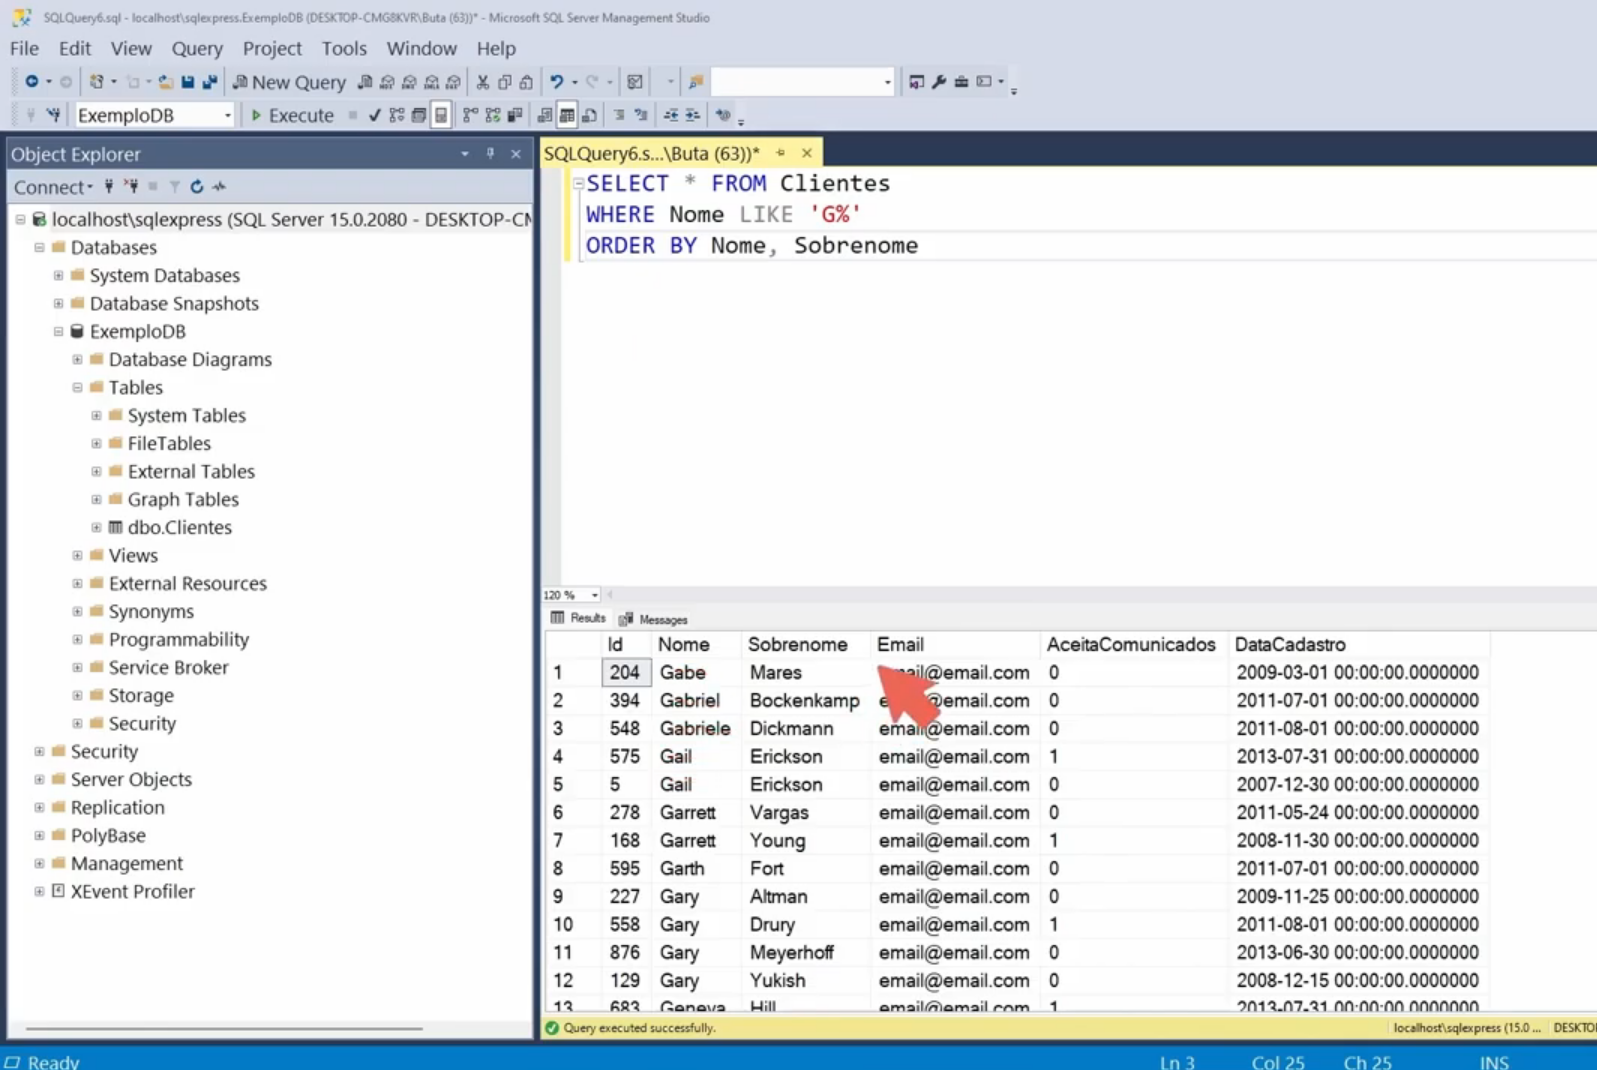 SQLQuery6.sql - localhost\sqlexpress.ExemploDB (DESKTOP-CMG8KVR\Buta (63))* - Microsoft SQL Server Management Studio
File Edit View Query Project Tools Window Help
New Query
ExemploDB Execute
Object Explorer
Connect
localhost\sqlexpress (SQL Server 15.0.2080 - DESKTOP-CM
Databases
System Databases
Database Snapshots
ExemploDB
Database Diagrams
Tables
System Tables
FileTables
External Tables
Graph Tables
dbo.Clientes
Views
External Resources
Synonyms
Programmability
Service Broker
Storage
Security
Security
Server Objects
Replication
PolyBase
Management
XEvent Profiler
SQLQuery6.s...\Buta (63))*
SELECT * FROM Clientes
WHERE Nome LIKE 'G%'
ORDER BY Nome, Sobrenome
120 %
Results Messages
Id Nome Sobrenome Email AceitaComunicados DataCadastro
1 204 Gabe Mares email@email.com 0 2009-03-01 00:00:00.0000000
2 394 Gabriel Bockenkamp email@email.com 0 2011-07-01 00:00:00.0000000
3 548 Gabriele Dickmann email@email.com 0 2011-08-01 00:00:00.0000000
4 575 Gail Erickson email@email.com 1 2013-07-31 00:00:00.0000000
5 5 Gail Erickson email@email.com 0 2007-12-30 00:00:00.0000000
6 278 Garrett Vargas email@email.com 0 2011-05-24 00:00:00.0000000
7 168 Garrett Young email@email.com 1 2008-11-30 00:00:00.0000000
8 595 Garth Fort email@email.com 0 2011-07-01 00:00:00.0000000
9 227 Gary Altman email@email.com 0 2009-11-25 00:00:00.0000000
10 558 Gary Drury email@email.com 1 2011-08-01 00:00:00.0000000
11 876 Gary Meyerhoff email@email.com 0 2013-06-30 00:00:00.0000000
12 129 Gary Yukish email@email.com 0 2008-12-15 00:00:00.0000000
13 683 Geneva Hill email@email.com 1 2013-07-31 00:00:00.0000000
Query executed successfully. localhost\sqlexpress (15.0 ... DESKTO
Ready Ln 3 Col 25 Ch 25 INS